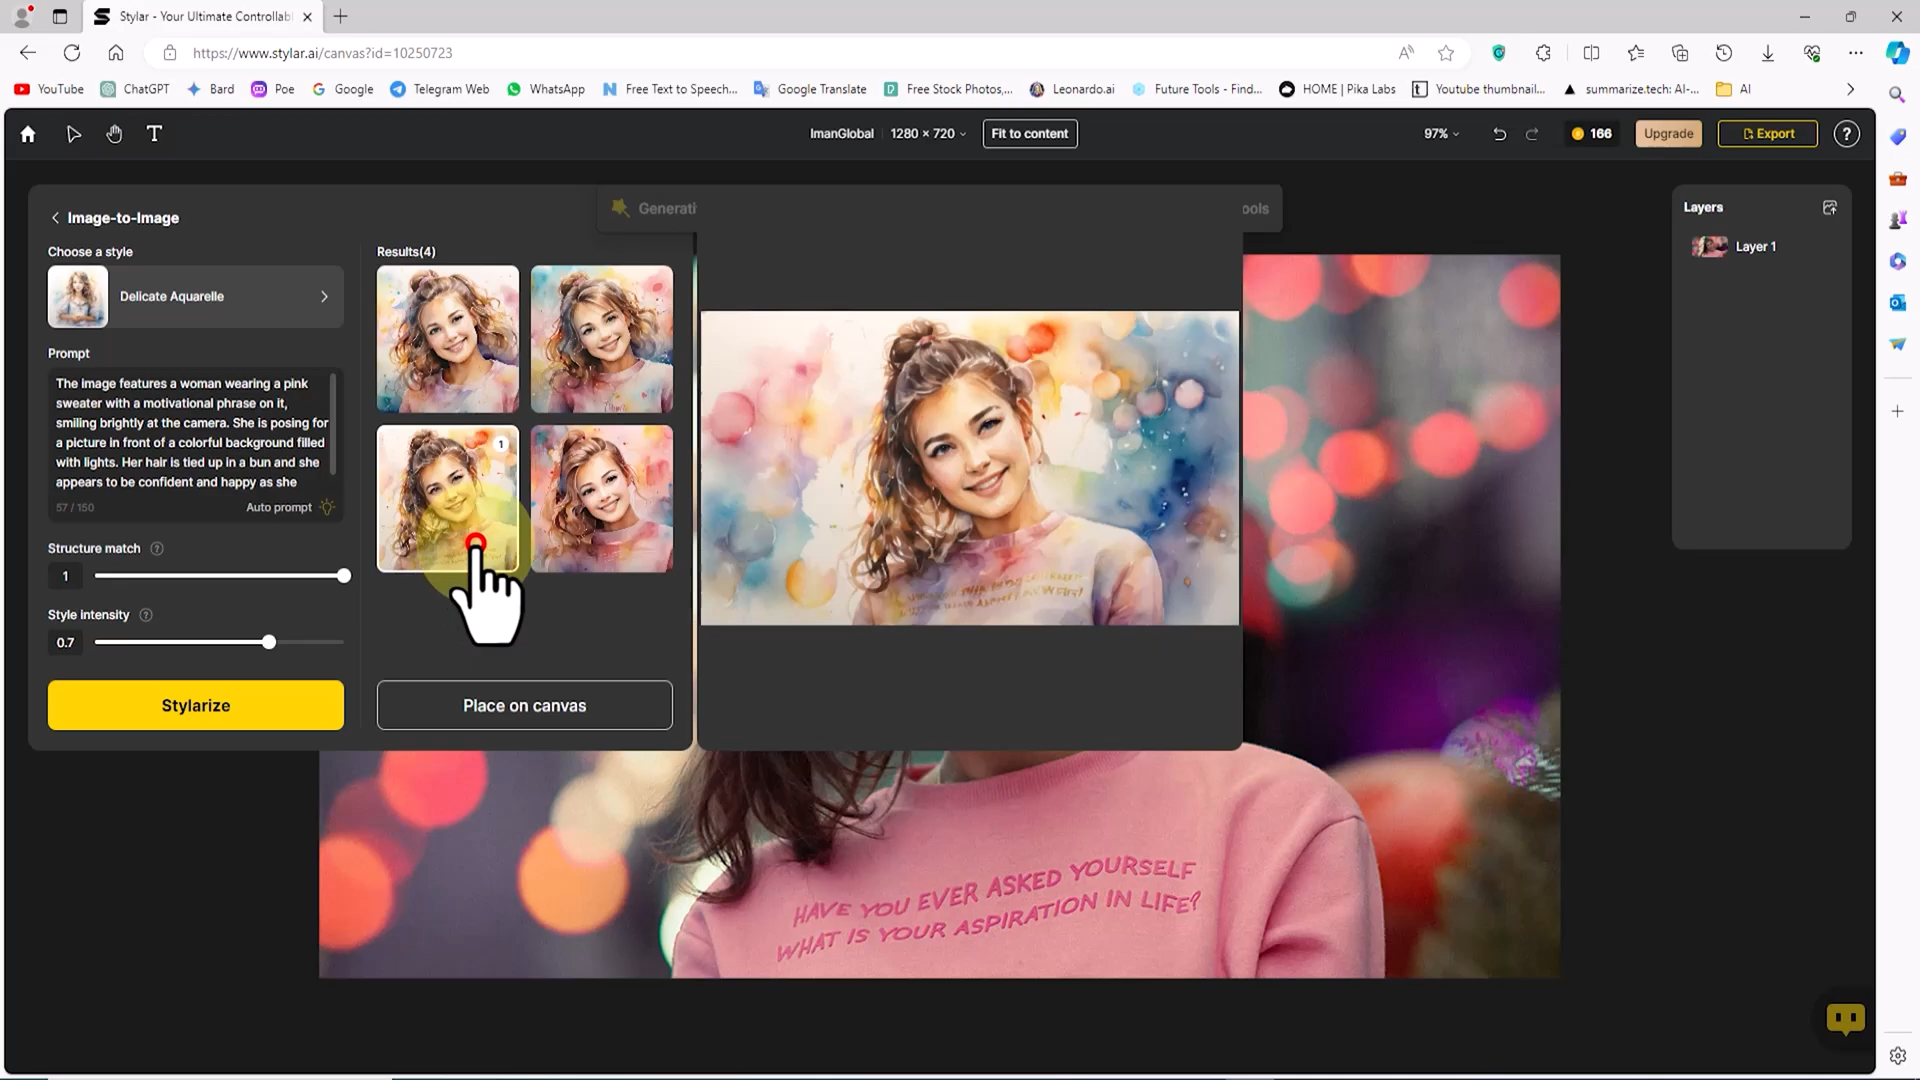 Stylar - Your Ultimate Controllab
https://www.stylar.ai/canvas?id=10250723
YouTube ChatGPT Bard Poe Google Telegram Web WhatsApp Free Text to Speech... Google Translate Free Stock Photos,... Leonardo.ai Future Tools - Find... HOME | Pika Labs Youtube thumbnail... summarize.tech: AI-... AI
T ImanGlobal 1280 × 720 Fit to content 97% 166 Upgrade Export ?
Image-to-Image
Generati
ools
Layers
Layer 1
Choose a style
Delicate Aquarelle
Prompt
The image features a woman wearing a pink
sweater with a motivational phrase on it,
smiling brightly at the camera. She is posing for
a picture in front of a colorful background filled
with lights. Her hair is tied up in a bun and she
appears to be confident and happy as she
57 / 150 Auto prompt
Structure match ?
1
Style intensity ?
0.7
Stylarize
Results(4)
1
Place on canvas
HAVE YOU EVER ASKED YOURSELF
WHAT IS YOUR ASPIRATION IN LIFE?